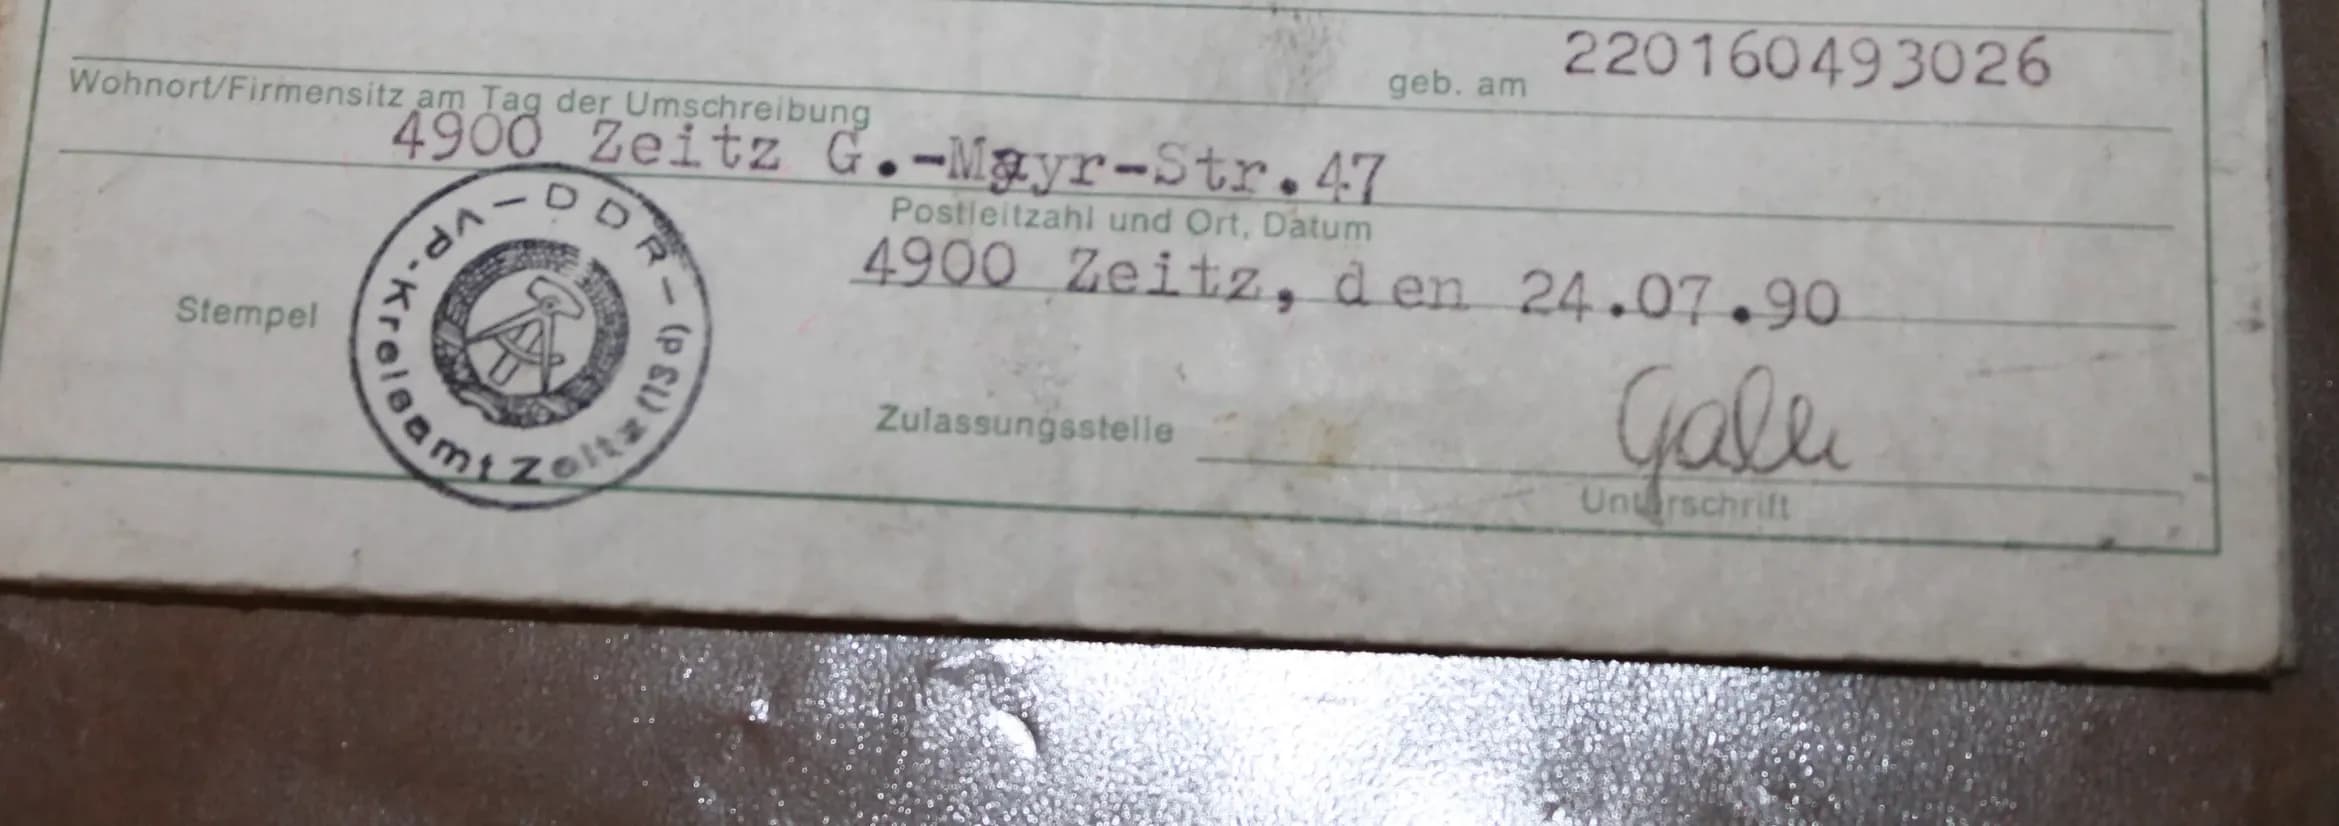 geb. am 220160493026
Wohnort/Firmensitz am Tag der Umschreibung
4900 Zeitz G.-Mayr-Str.47
Postleitzahl und Ort, Datum
4900 Zeitz, den 24.07.90
Stempel
VP-Kreisamt Zeitz
DDR
Zulassungsstelle
Unterschrift